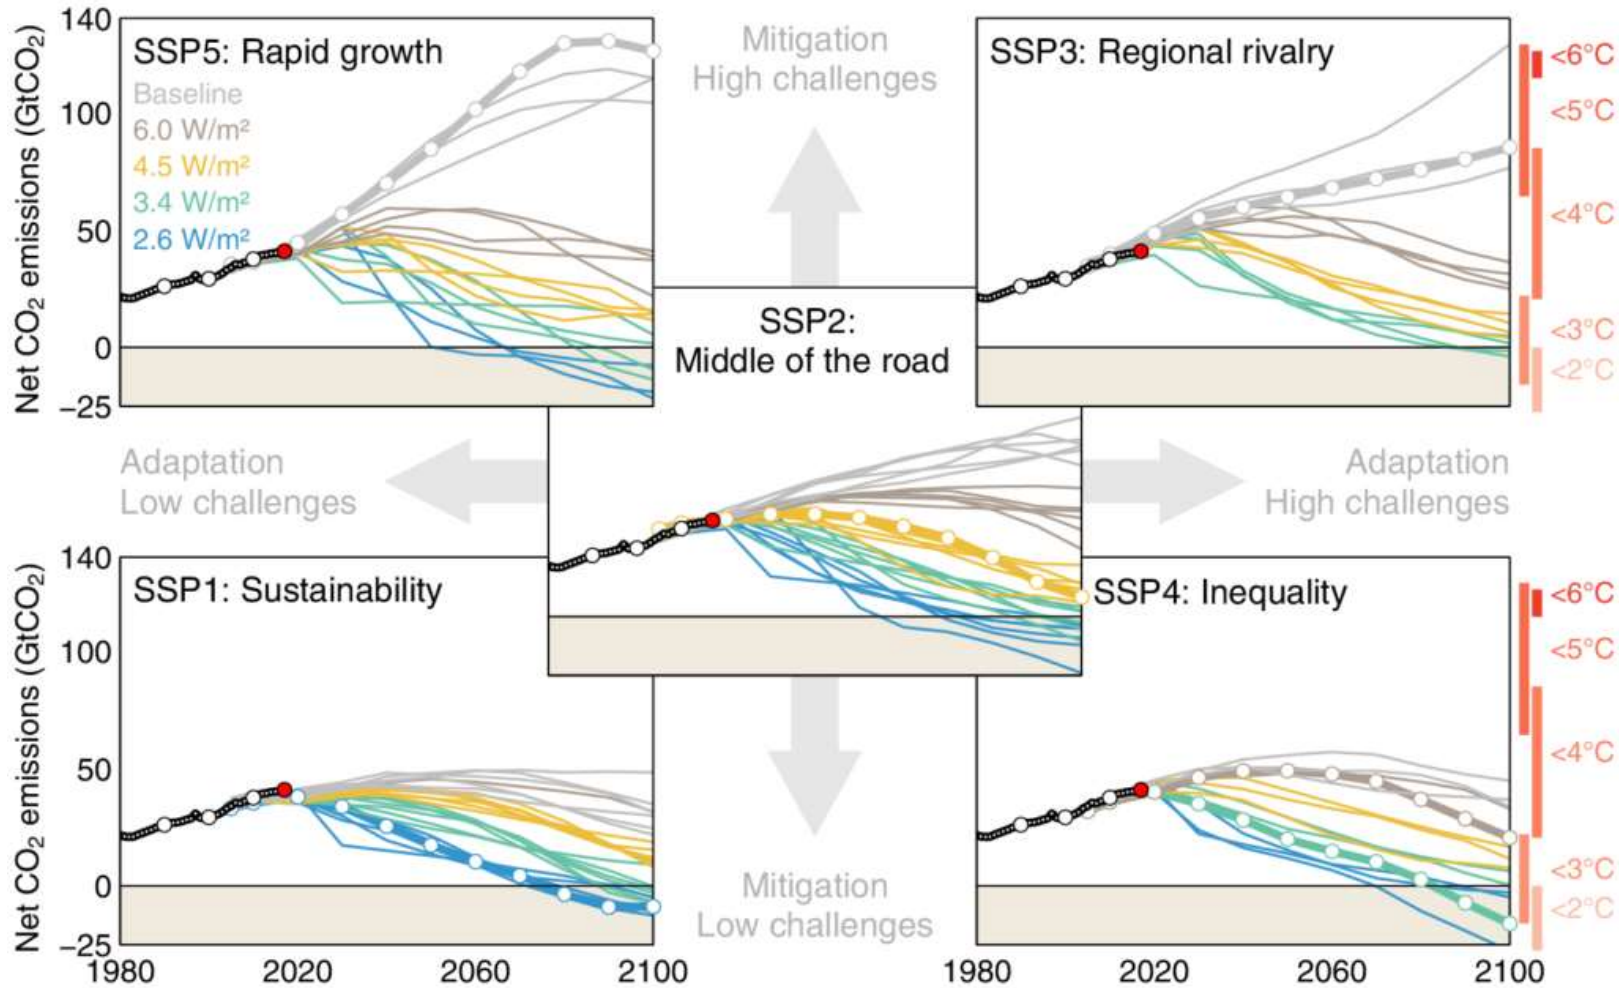 140
100
50
0
−25
Net CO₂ emissions (GtCO₂)
SSP5: Rapid growth
Baseline
6.0 W/m²
4.5 W/m²
3.4 W/m²
2.6 W/m²
Mitigation
High challenges
SSP3: Regional rivalry
<6°C
<5°C
<4°C
<3°C
<2°C
SSP2:
Middle of the road
Adaptation
Low challenges
Adaptation
High challenges
140
100
50
0
−25
Net CO₂ emissions (GtCO₂)
SSP1: Sustainability
1980
2020
2060
2100
Mitigation
Low challenges
SSP4: Inequality
<6°C
<5°C
<4°C
<3°C
<2°C
1980
2020
2060
2100